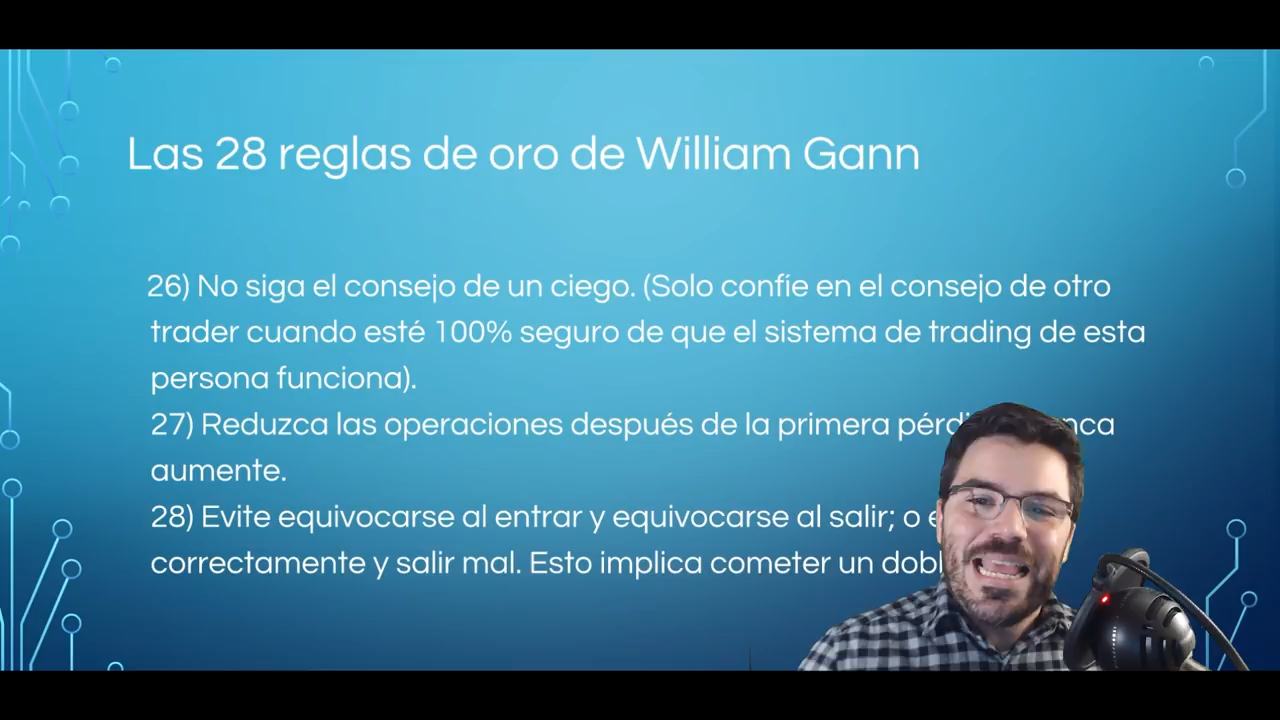 Las 28 reglas de oro de William Gann
26) No siga el consejo de un ciego. (Solo confíe en el consejo de otro
trader cuando esté 100% seguro de que el sistema de trading de esta
persona funciona).
27) Reduzca las operaciones después de la primera
aumente.
28) Evite equivocarse al entrar y equivocarse al salir; o
correctamente y salir mal. Esto implica cometer un